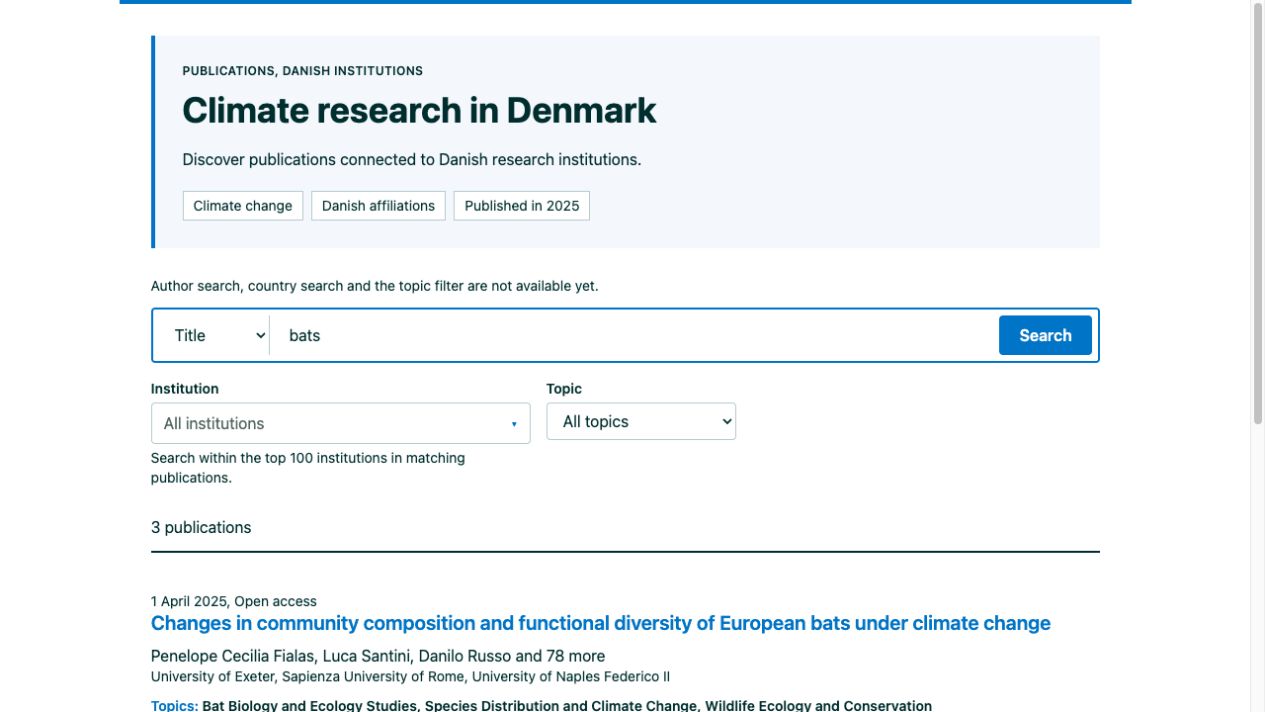 PUBLICATIONS, DANISH INSTITUTIONS
Climate research in Denmark
Discover publications connected to Danish research institutions.
Climate change
Danish affiliations
Published in 2025
Author search, country search and the topic filter are not available yet.
Title
bats
Search
Institution
Topic
All institutions
All topics
Search within the top 100 institutions in matching
publications.
3 publications
1 April 2025, Open access
Changes in community composition and functional diversity of European bats under climate change
Penelope Cecilia Fialas, Luca Santini, Danilo Russo and 78 more
University of Exeter, Sapienza University of Rome, University of Naples Federico II
Topics: Bat Biology and Ecology Studies, Species Distribution and Climate Change, Wildlife Ecology and Conservation